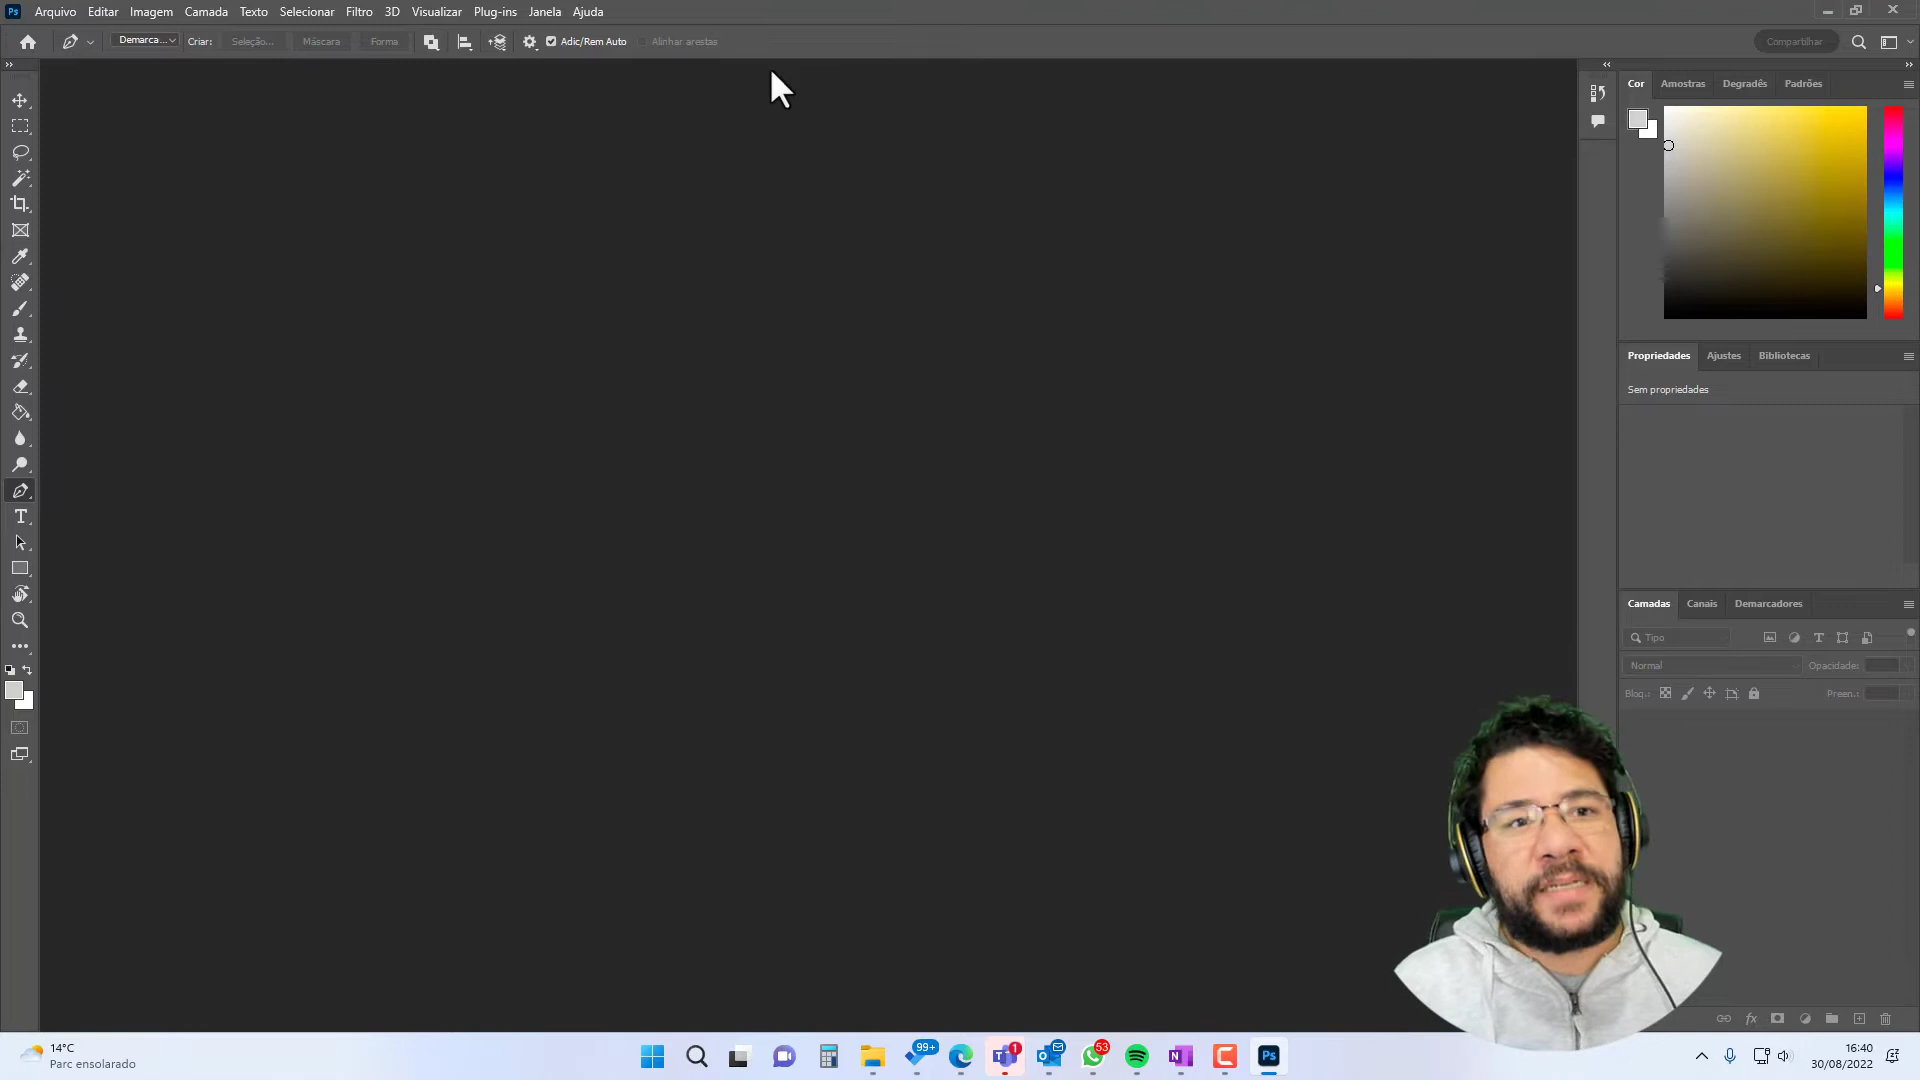 Ps Arquivo Editar Imagem Camada Texto Selecionar Filtro 3D Visualizar Plug-ins Janela Ajuda
Demarca... Criar: Seleção... Máscara Forma Adic/Rem Auto Alinhar arestas Compartilhar
Cor Amostras Degradês Padrões
Propriedades Ajustes Bibliotecas
Sem propriedades
Camadas Canais Demarcadores
Tipo
Normal Opacidade:
Bloq.: Preen.:
14°C
Parc ensolarado
99+
1
53
Ps
16:40
30/08/2022